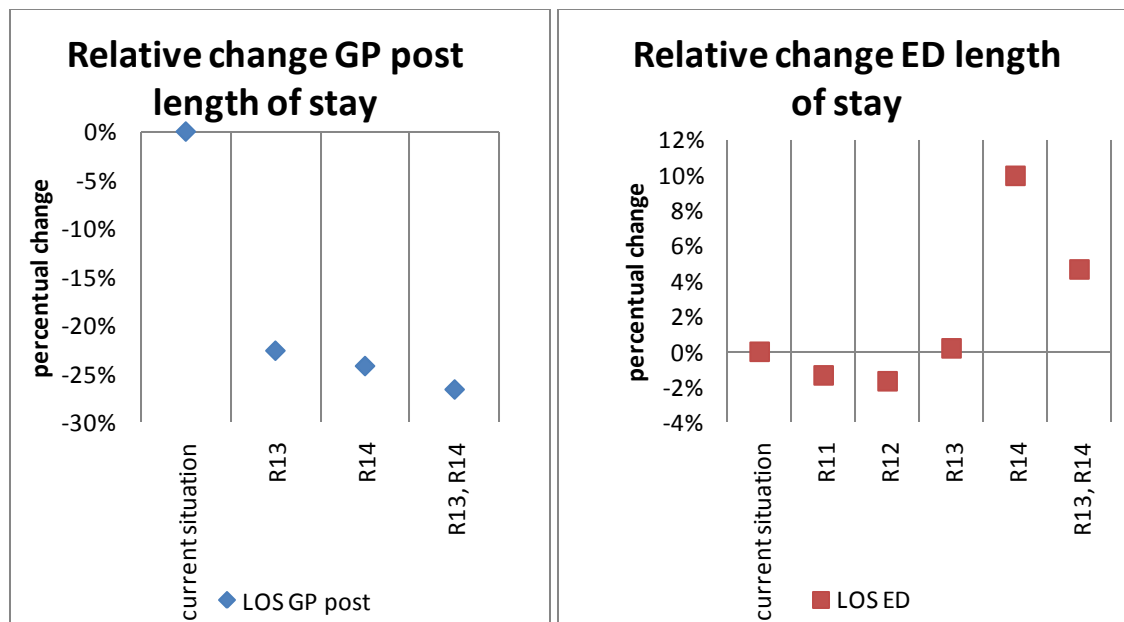 Relative change GP post
length of stay
percentual change
0%
-5%
-10%
-15%
-20%
-25%
-30%
current situation
R13
R14
R13, R14
LOS GP post
Relative change ED length
of stay
percentual change
12%
10%
8%
6%
4%
2%
0%
-2%
-4%
current situation
R11
R12
R13
R14
R13, R14
LOS ED